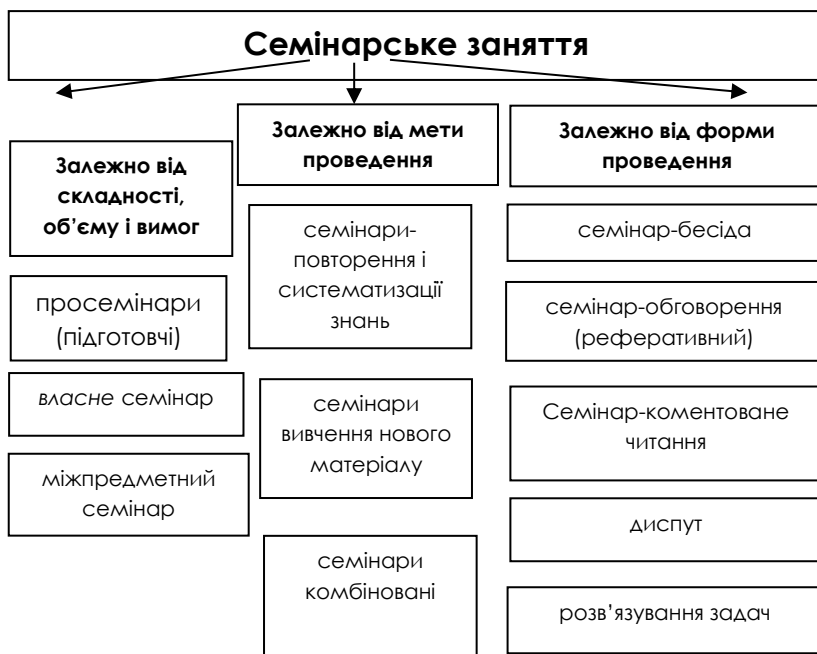 Семінарське заняття
Залежно від
складності,
об’єму і вимог
просемінари
(підготовчі)
власне семінар
міжпредметний
семінар
Залежно від мети
проведення
семінари-
повторення і
систематизації
знань
семінари
вивчення нового
матеріалу
семінари
комбіновані
Залежно від форми
проведення
семінар-бесіда
семінар-обговорення
(реферативний)
Семінар-коментоване
читання
диспут
розв’язування задач